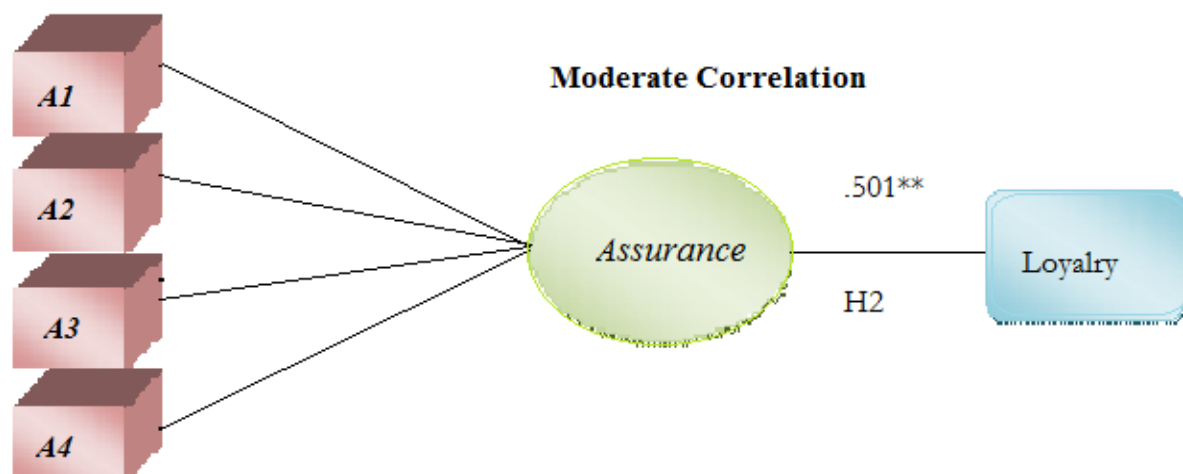 A1
Moderate Correlation
A2
.501**
Assurance
Loyalry
A3
H2
A4